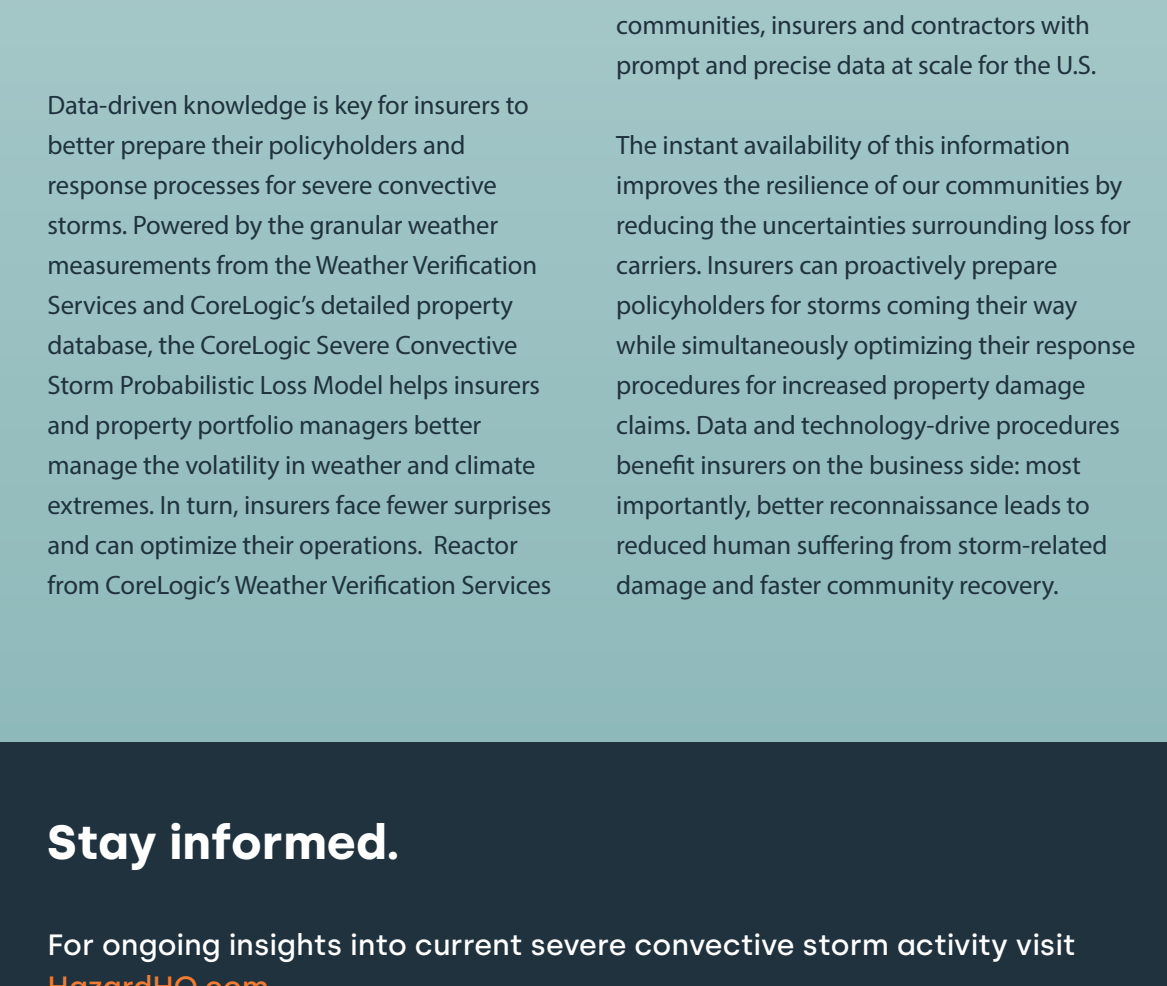 Data-driven knowledge is key for insurers to
better prepare their policyholders and
response processes for severe convective
storms. Powered by the granular weather
measurements from the Weather Verification
Services and CoreLogic’s detailed property
database, the CoreLogic Severe Convective
Storm Probabilistic Loss Model helps insurers
and property portfolio managers better
manage the volatility in weather and climate
extremes. In turn, insurers face fewer surprises
and can optimize their operations.  Reactor
from CoreLogic’s Weather Verification Services
communities, insurers and contractors with
prompt and precise data at scale for the U.S.
The instant availability of this information
improves the resilience of our communities by
reducing the uncertainties surrounding loss for
carriers. Insurers can proactively prepare
policyholders for storms coming their way
while simultaneously optimizing their response
procedures for increased property damage
claims. Data and technology-drive procedures
benefit insurers on the business side: most
importantly, better reconnaissance leads to
reduced human suffering from storm-related
damage and faster community recovery.
Stay informed.
For ongoing insights into current severe convective storm activity visit
HazardHQ.com